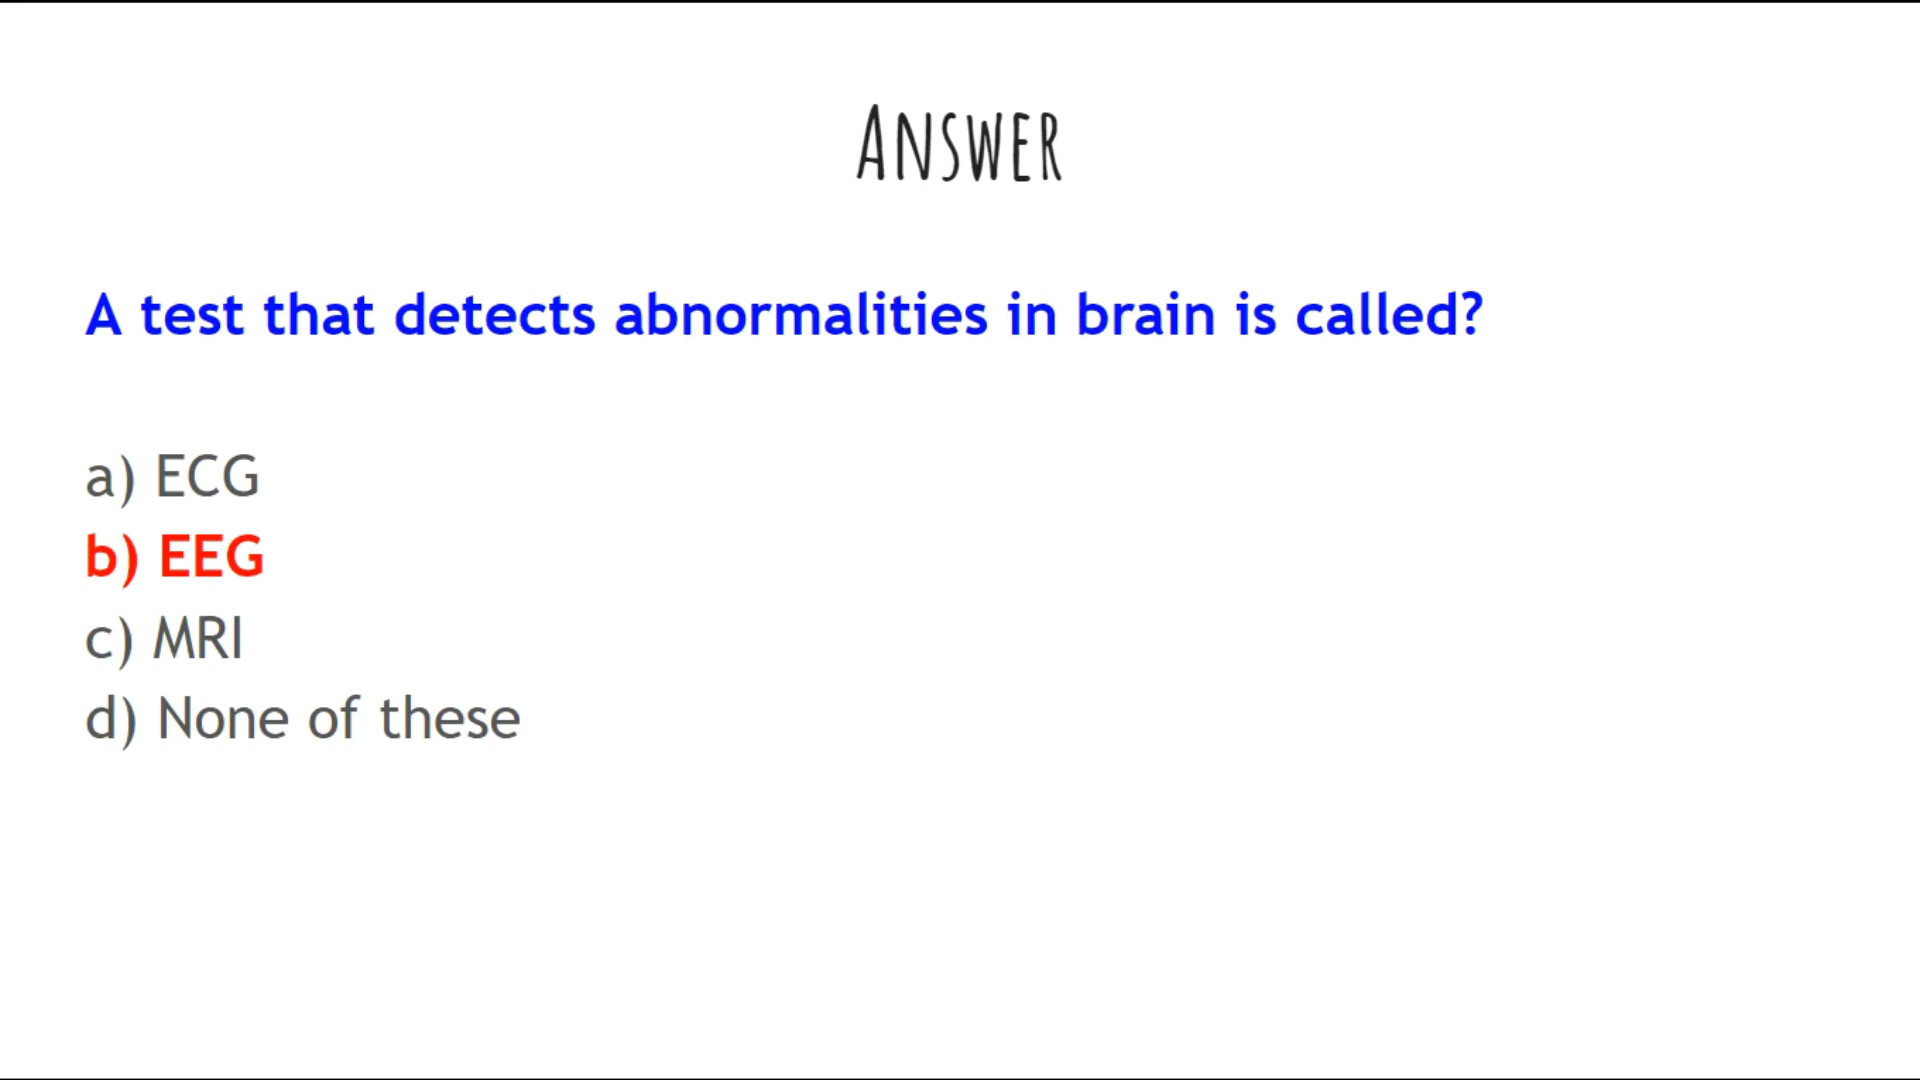 ANSWER
A test that detects abnormalities in brain is called?
a) ECG
b) EEG
c) MRI
d) None of these